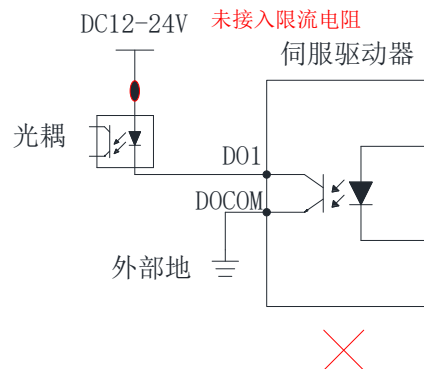 DC12-24V
未接入限流电阻
伺服驱动器
光耦
DO1
DOCOM
外部地